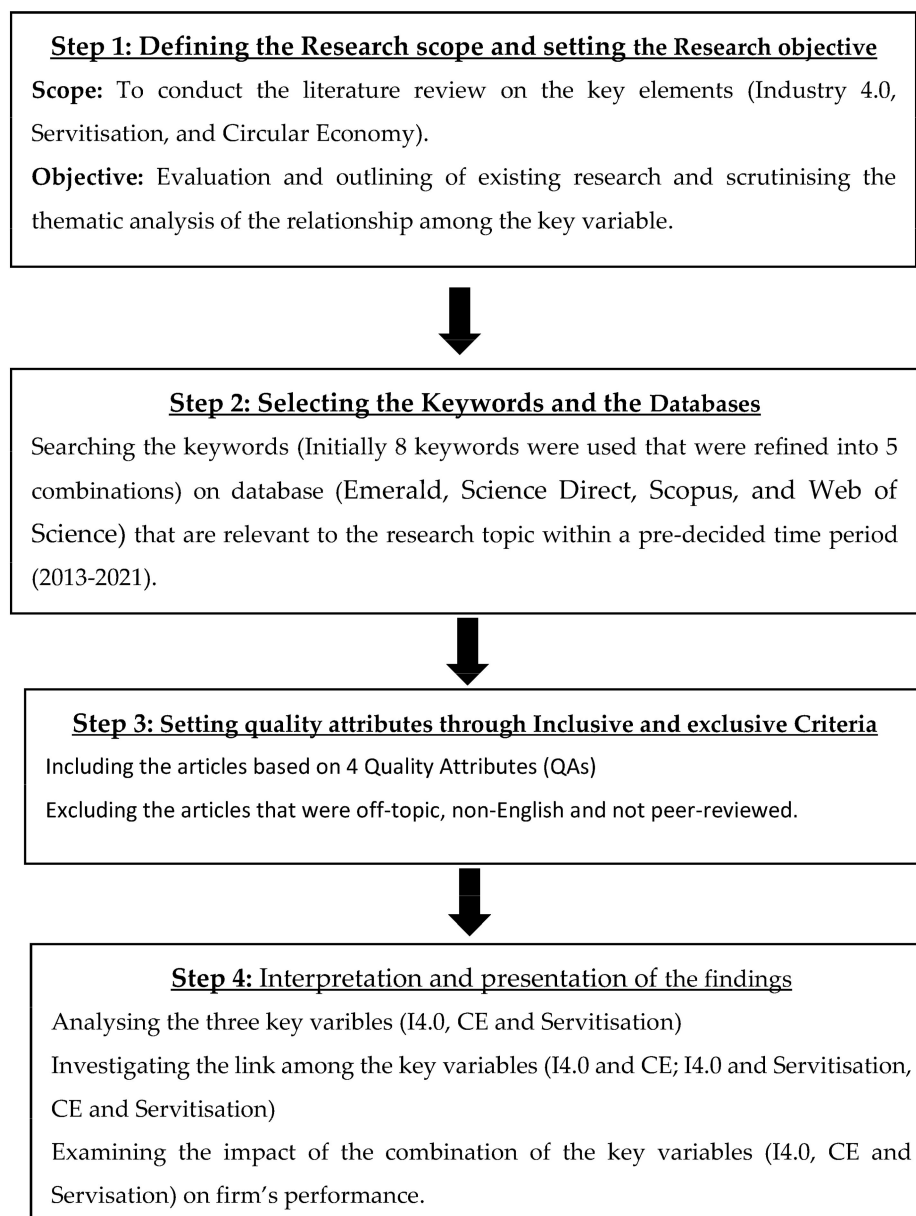 Step 1: Defining the Research scope and setting the Research objective
Scope: To conduct the literature review on the key elements (Industry 4.0,
Servitisation, and Circular Economy).
Objective: Evaluation and outlining of existing research and scrutinising the
thematic analysis of the relationship among the key variable.
Step 2: Selecting the Keywords and the Databases
Searching the keywords (Initially 8 keywords were used that were refined into 5
combinations) on database (Emerald, Science Direct, Scopus, and Web of
Science) that are relevant to the research topic within a pre-decided time period
(2013-2021).
Step 3: Setting quality attributes through Inclusive and exclusive Criteria
Including the articles based on 4 Quality Attributes (QAs)
Excluding the articles that were off-topic, non-English and not peer-reviewed.
Step 4: Interpretation and presentation of the findings
Analysing the three key varibles (I4.0, CE and Servitisation)
Investigating the link among the key variables (I4.0 and CE; I4.0 and Servitisation,
CE and Servitisation)
Examining the impact of the combination of the key variables (I4.0, CE and
Servisation) on firm's performance.